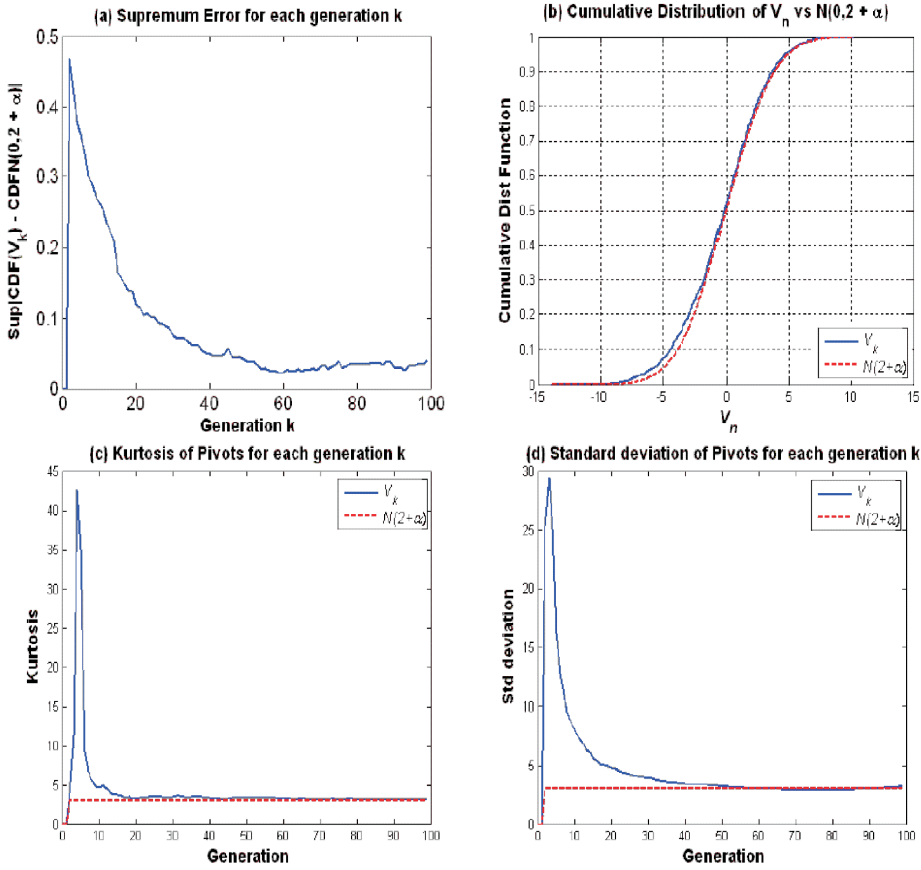 (a) Supremum Error for each generation k
Sup|CDF(V_k) - CDFN(0,2 + α)|
0.5
0.4
0.3
0.2
0.1
0
0 20 40 60 80 100
Generation k
(b) Cumulative Distribution of V_n vs N(0,2 + α)
Cumulative Dist Function
1
0.9
0.8
0.7
0.6
0.5
0.4
0.3
0.2
0.1
0
-15 -10 -5 0 5 10 15
V_n
V_k
N(2+α)
(c) Kurtosis of Pivots for each generation k
Kurtosis
45
40
35
30
25
20
15
10
5
0
0 10 20 30 40 50 60 70 80 90 100
Generation
V_k
N(2+α)
(d) Standard deviation of Pivots for each generation k
Std deviation
30
25
20
15
10
5
0
0 10 20 30 40 50 60 70 80 90 100
Generation
V_k
N(2+α)